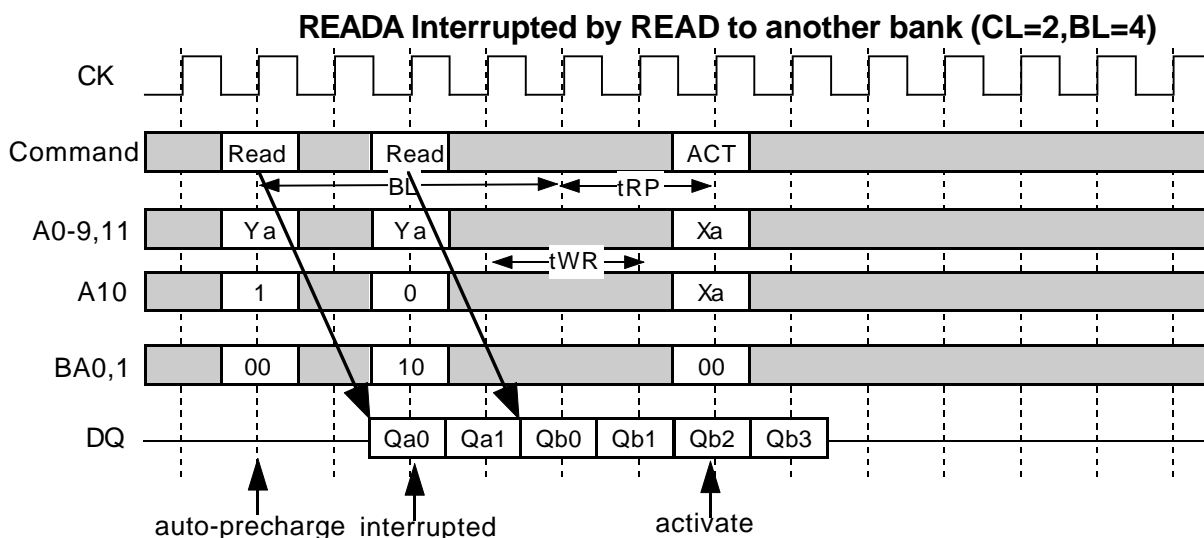 READA Interrupted by READ to another bank (CL=2,BL=4)
CK
Command Read Read ACT
BL tRP
A0-9,11 Ya Ya Xa
tWR
A10 1 0 Xa
BA0,1 00 10 00
DQ Qa0 Qa1 Qb0 Qb1 Qb2 Qb3
auto-precharge interrupted activate